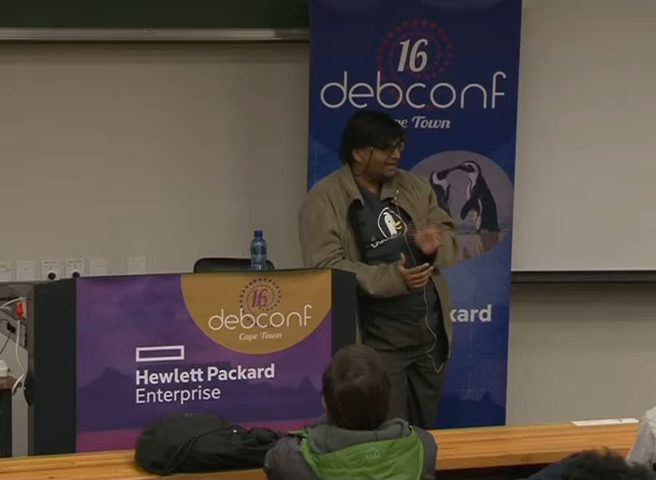 16
debconf
Cape Town
ckard
16
debconf
Cape Town
Hewlett Packard
Enterprise